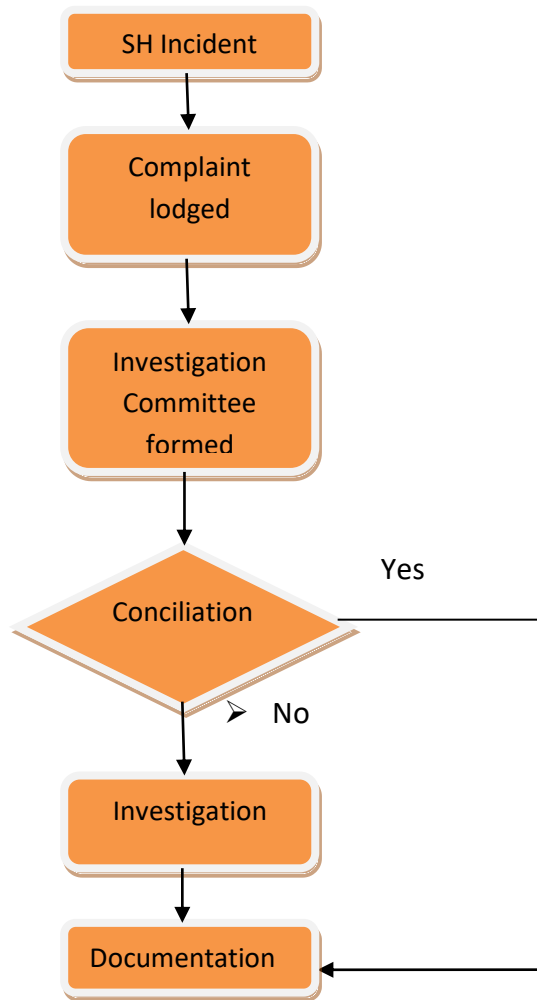 SH Incident
Complaint
lodged
Investigation
Committee
formed
Yes
Conciliation
➢ No
Investigation
Documentation